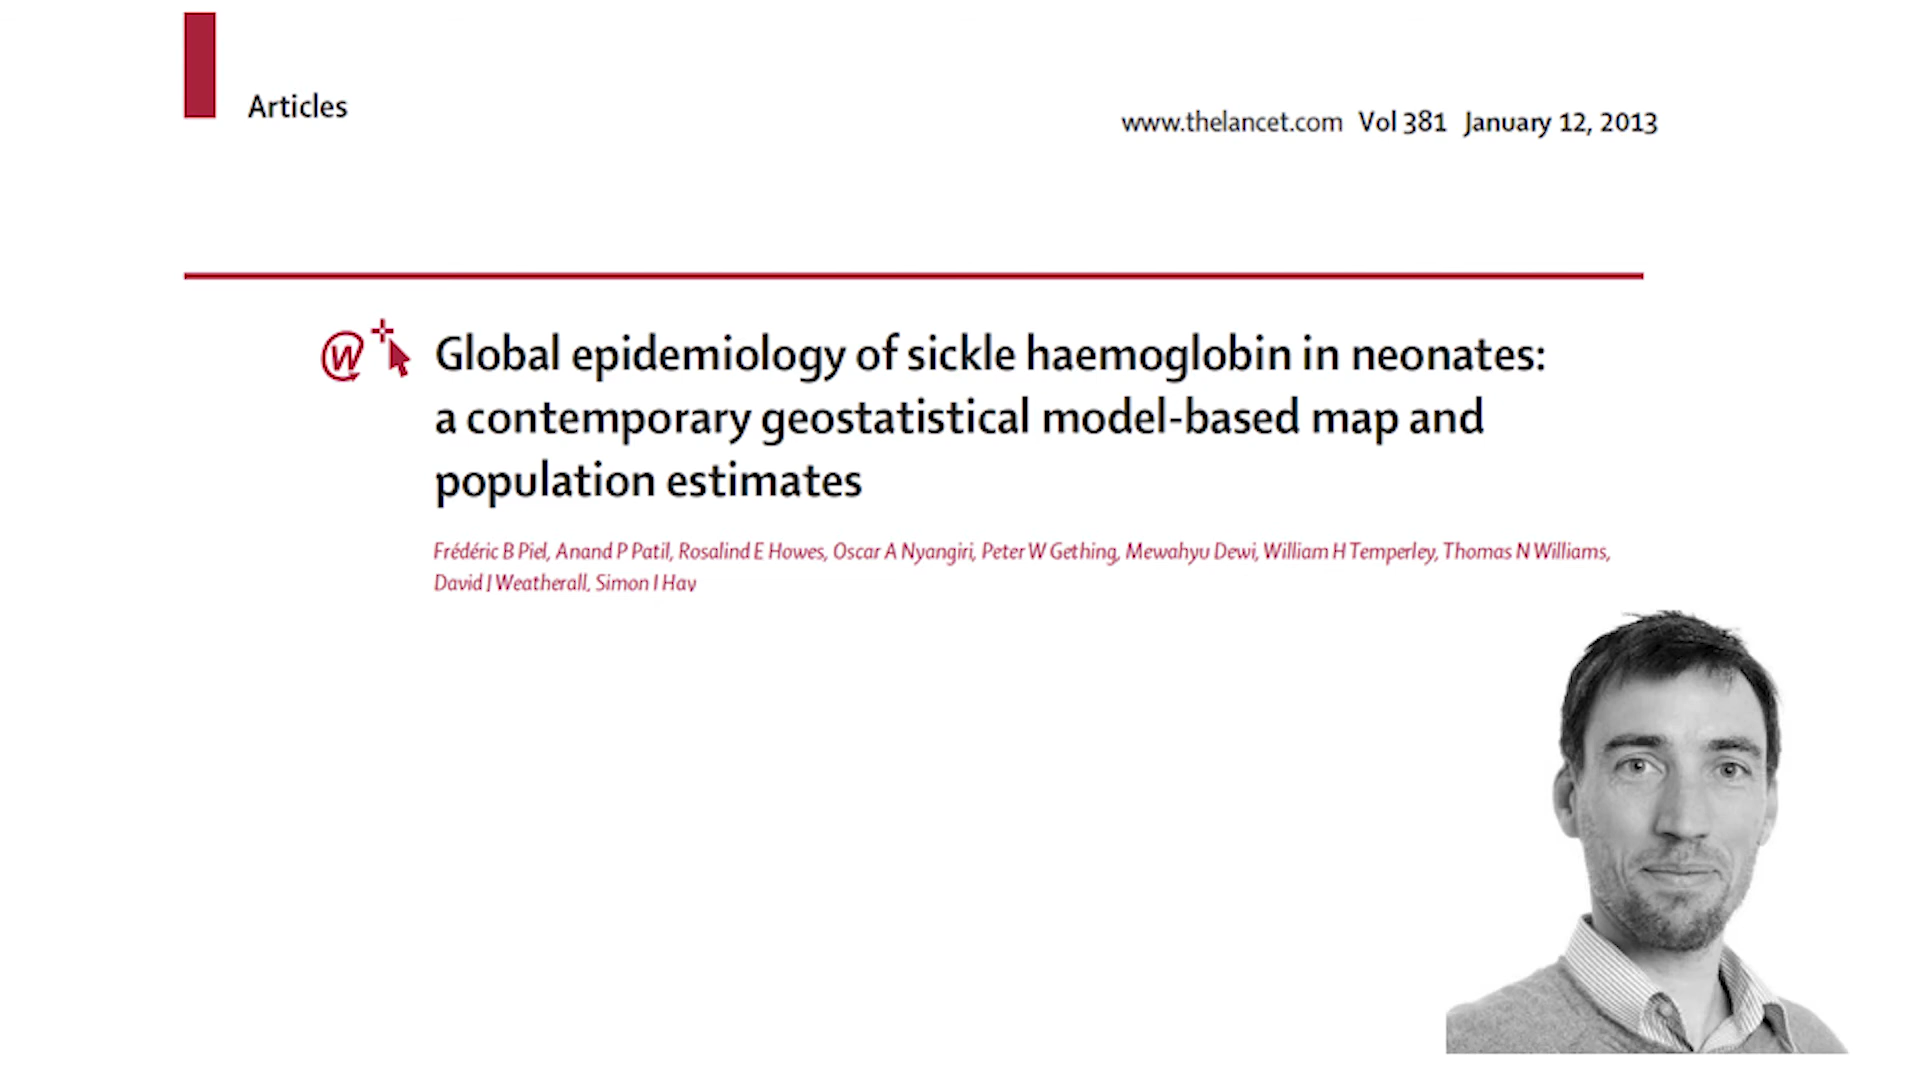 Articles
www.thelancet.com Vol 381 January 12, 2013
Global epidemiology of sickle haemoglobin in neonates:
a contemporary geostatistical model-based map and
population estimates
Frédéric B Piel, Anand P Patil, Rosalind E Howes, Oscar A Nyangiri, Peter W Gething, Mewahyu Dewi, William H Temperley, Thomas N Williams,
David J Weatherall, Simon I Hay